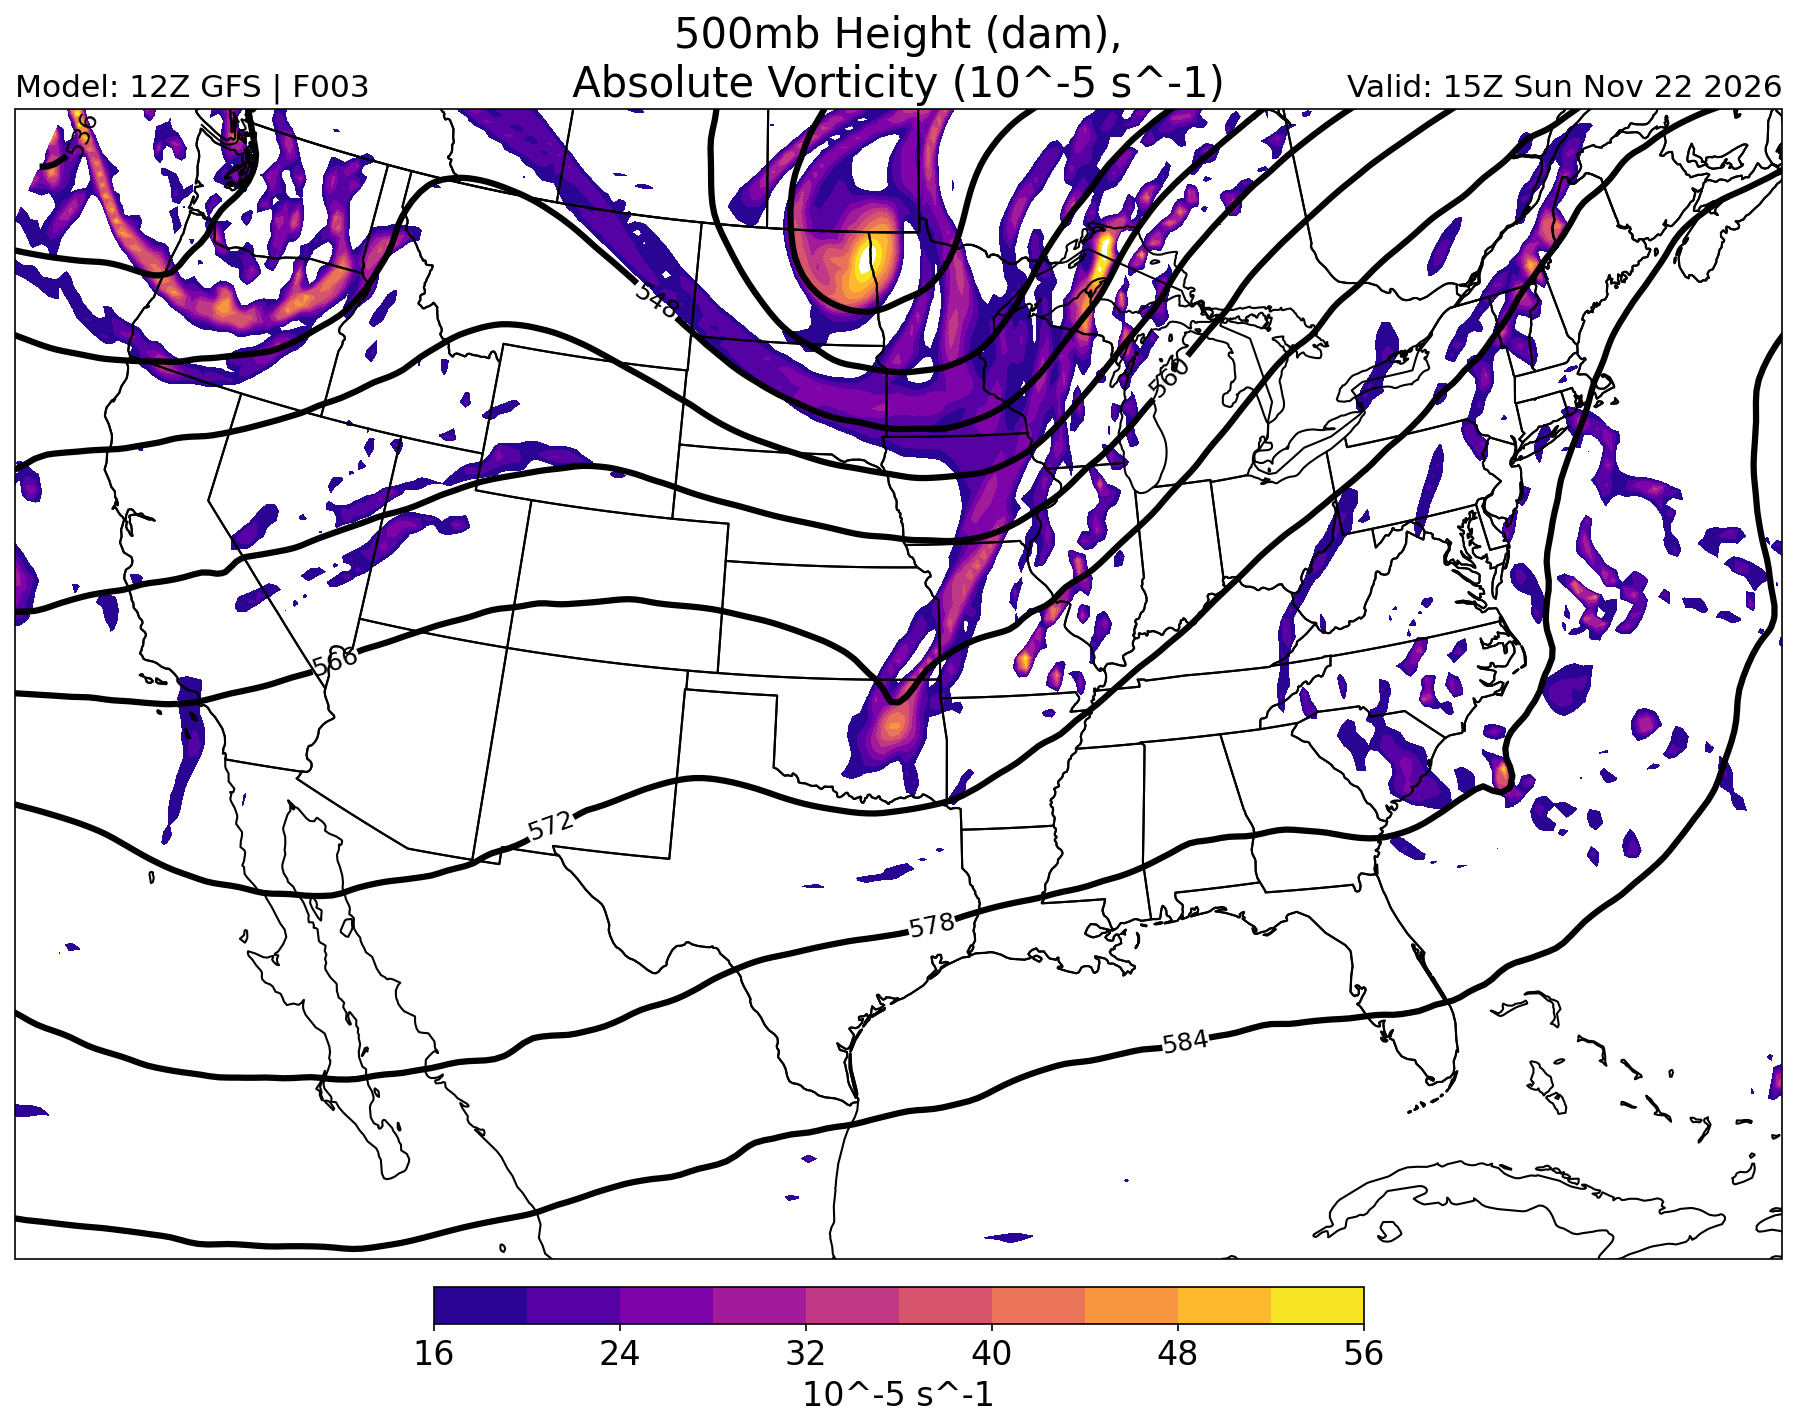 500mb Height (dam),
Absolute Vorticity (10^-5 s^-1)
Model: 12Z GFS | F003
Valid: 15Z Sun Nov 22 2026
536
548
560
566
572
578
584
16 24 32 40 48 56
10^-5 s^-1